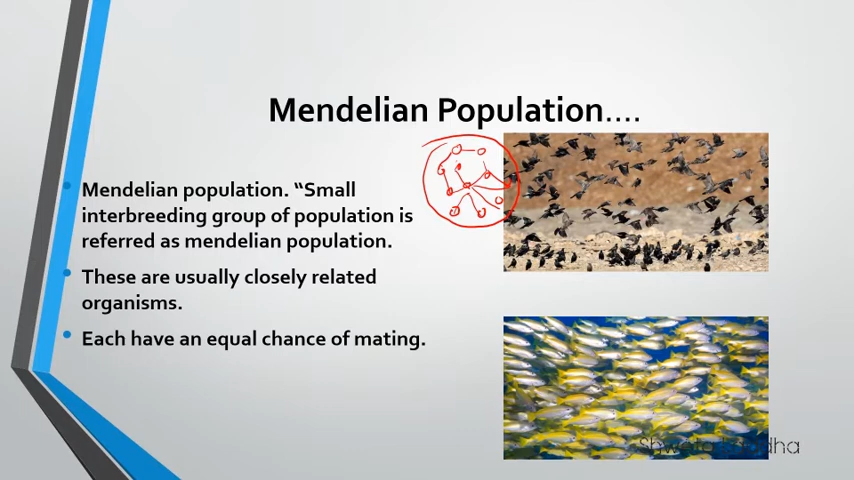 Mendelian Population....
Mendelian population. “Small
interbreeding group of population is
referred as mendelian population.
These are usually closely related
organisms.
Each have an equal chance of mating.